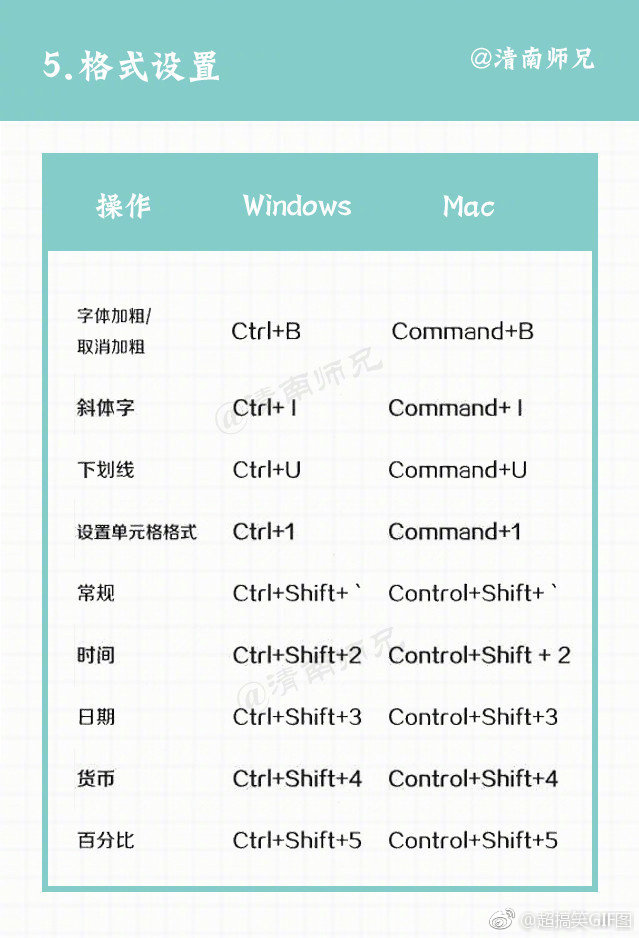 5.格式设置
@清南师兄
操作 Windows Mac
字体加粗/
取消加粗 Ctrl+B Command+B
斜体字 Ctrl+I Command+I
下划线 Ctrl+U Command+U
设置单元格格式 Ctrl+1 Command+1
常规 Ctrl+Shift+` Control+Shift+`
时间 Ctrl+Shift+2 Control+Shift + 2
日期 Ctrl+Shift+3 Control+Shift+3
货币 Ctrl+Shift+4 Control+Shift+4
百分比 Ctrl+Shift+5 Control+Shift+5
@清南师兄
@清南师兄
@超搞笑GIF图